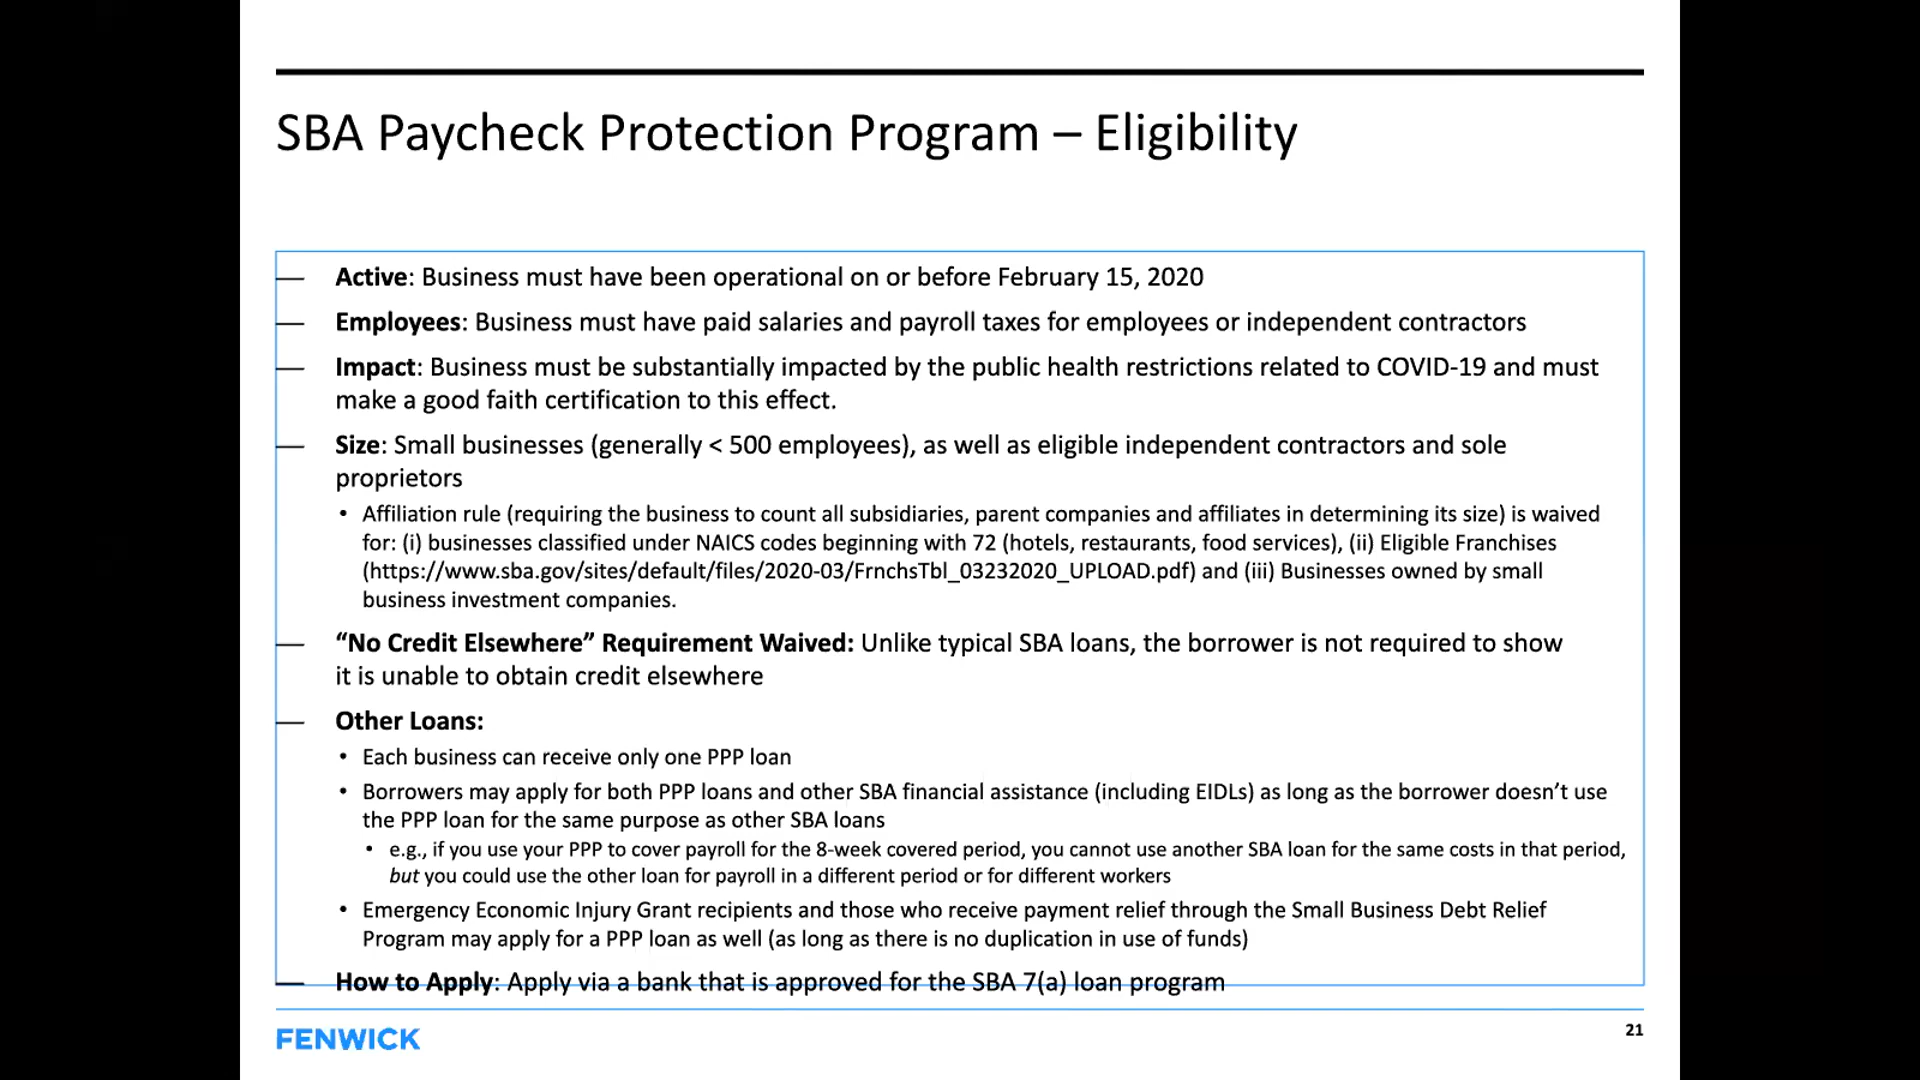 SBA Paycheck Protection Program – Eligibility
— Active: Business must have been operational on or before February 15, 2020
— Employees: Business must have paid salaries and payroll taxes for employees or independent contractors
— Impact: Business must be substantially impacted by the public health restrictions related to COVID-19 and must
make a good faith certification to this effect.
— Size: Small businesses (generally < 500 employees), as well as eligible independent contractors and sole
proprietors
• Affiliation rule (requiring the business to count all subsidiaries, parent companies and affiliates in determining its size) is waived
for: (i) businesses classified under NAICS codes beginning with 72 (hotels, restaurants, food services), (ii) Eligible Franchises
(https://www.sba.gov/sites/default/files/2020-03/FrnchsTbl_03232020_UPLOAD.pdf) and (iii) Businesses owned by small
business investment companies.
— “No Credit Elsewhere” Requirement Waived: Unlike typical SBA loans, the borrower is not required to show
it is unable to obtain credit elsewhere
— Other Loans:
• Each business can receive only one PPP loan
• Borrowers may apply for both PPP loans and other SBA financial assistance (including EIDLs) as long as the borrower doesn’t use
the PPP loan for the same purpose as other SBA loans
• e.g., if you use your PPP to cover payroll for the 8-week covered period, you cannot use another SBA loan for the same costs in that period,
but you could use the other loan for payroll in a different period or for different workers
• Emergency Economic Injury Grant recipients and those who receive payment relief through the Small Business Debt Relief
Program may apply for a PPP loan as well (as long as there is no duplication in use of funds)
— How to Apply: Apply via a bank that is approved for the SBA 7(a) loan program
FENWICK
21